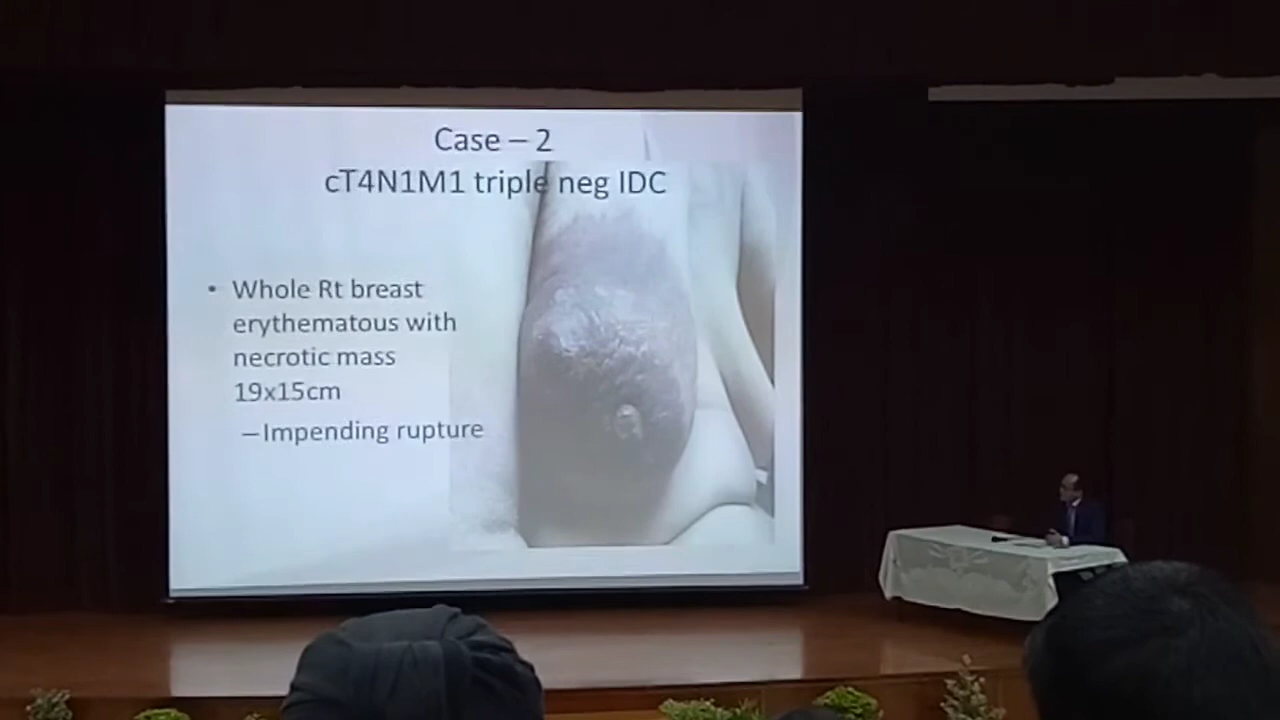 Case – 2
cT4N1M1 triple neg IDC
• Whole Rt breast
erythematous with
necrotic mass
19x15cm
–Impending rupture